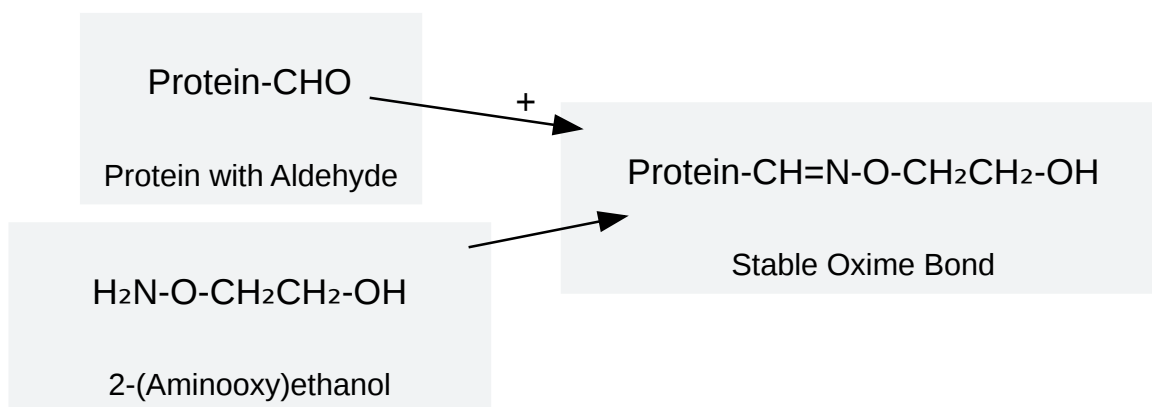 Protein-CHO
+
Protein with Aldehyde
Protein-CH=N-O-CH₂CH₂-OH
Stable Oxime Bond
H₂N-O-CH₂CH₂-OH
2-(Aminooxy)ethanol